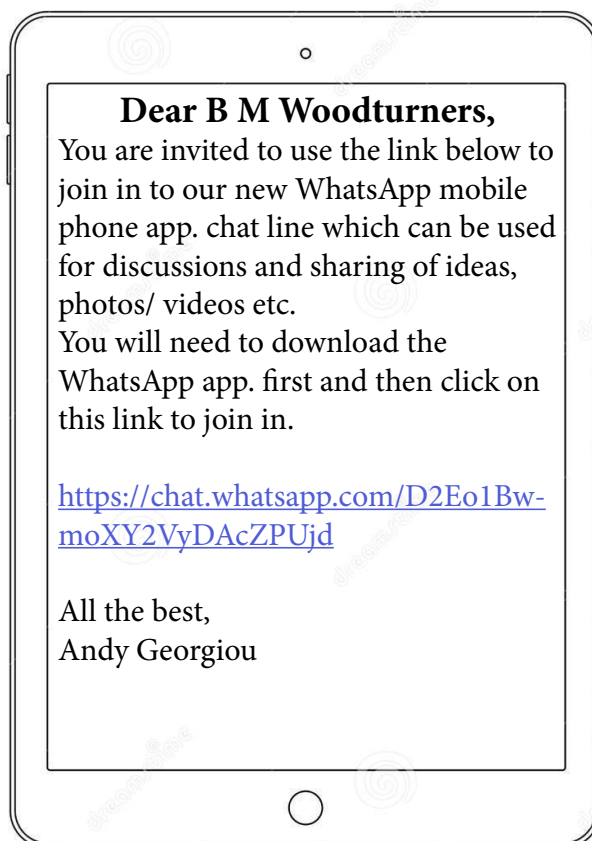 Dear B M Woodturners,
You are invited to use the link below to
join in to our new WhatsApp mobile
phone app. chat line which can be used
for discussions and sharing of ideas,
photos/ videos etc.
You will need to download the
WhatsApp app. first and then click on
this link to join in.
https://chat.whatsapp.com/D2Eo1Bw-
moXY2VyDAcZPUjd
All the best,
Andy Georgiou